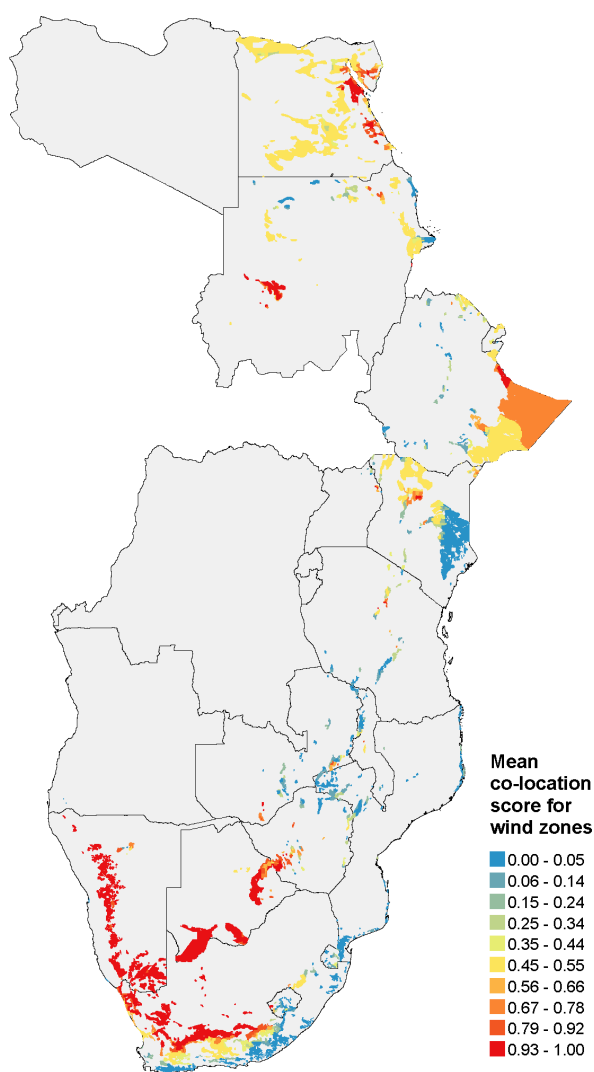 Mean
co-location
score for
wind zones
0.00 - 0.05
0.06 - 0.14
0.15 - 0.24
0.25 - 0.34
0.35 - 0.44
0.45 - 0.55
0.56 - 0.66
0.67 - 0.78
0.79 - 0.92
0.93 - 1.00